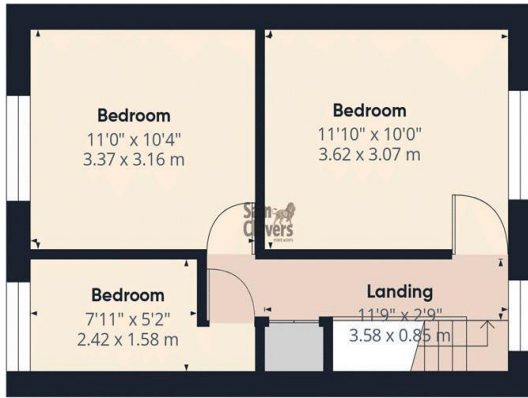 Bedroom
11'0" x 10'4"
3.37 x 3.16 m
Bedroom
11'10" x 10'0"
3.62 x 3.07 m
Bedroom
7'11" x 5'2"
2.42 x 1.58 m
Landing
11'9" x 2'9"
3.58 x 0.85 m